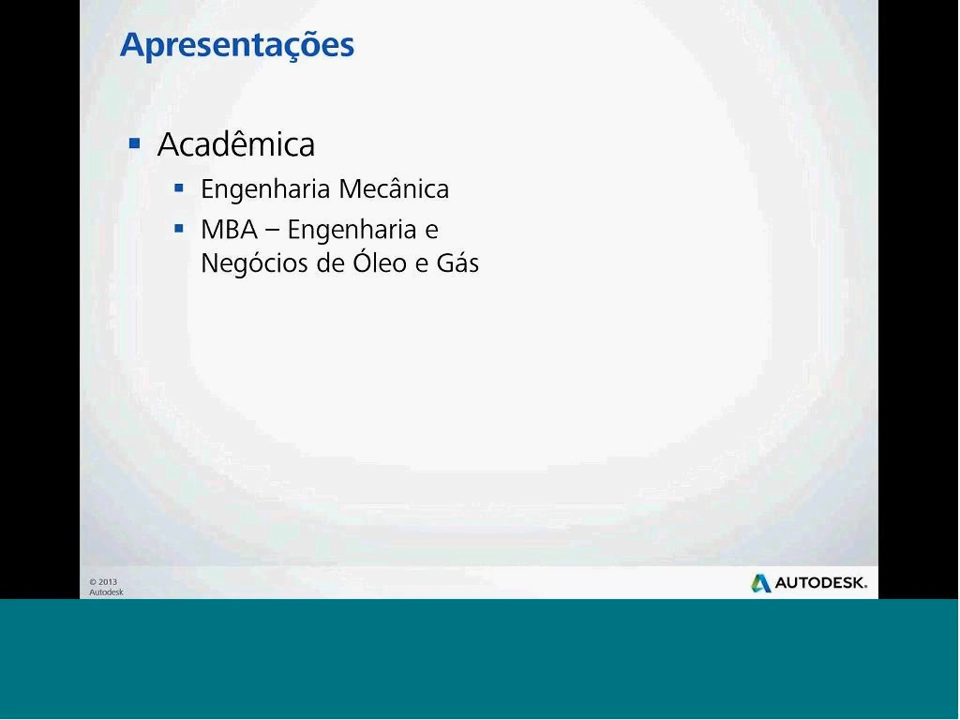 Apresentações
Acadêmica
Engenharia Mecânica
MBA – Engenharia e
Negócios de Óleo e Gás
© 2013
Autodesk
AUTODESK.